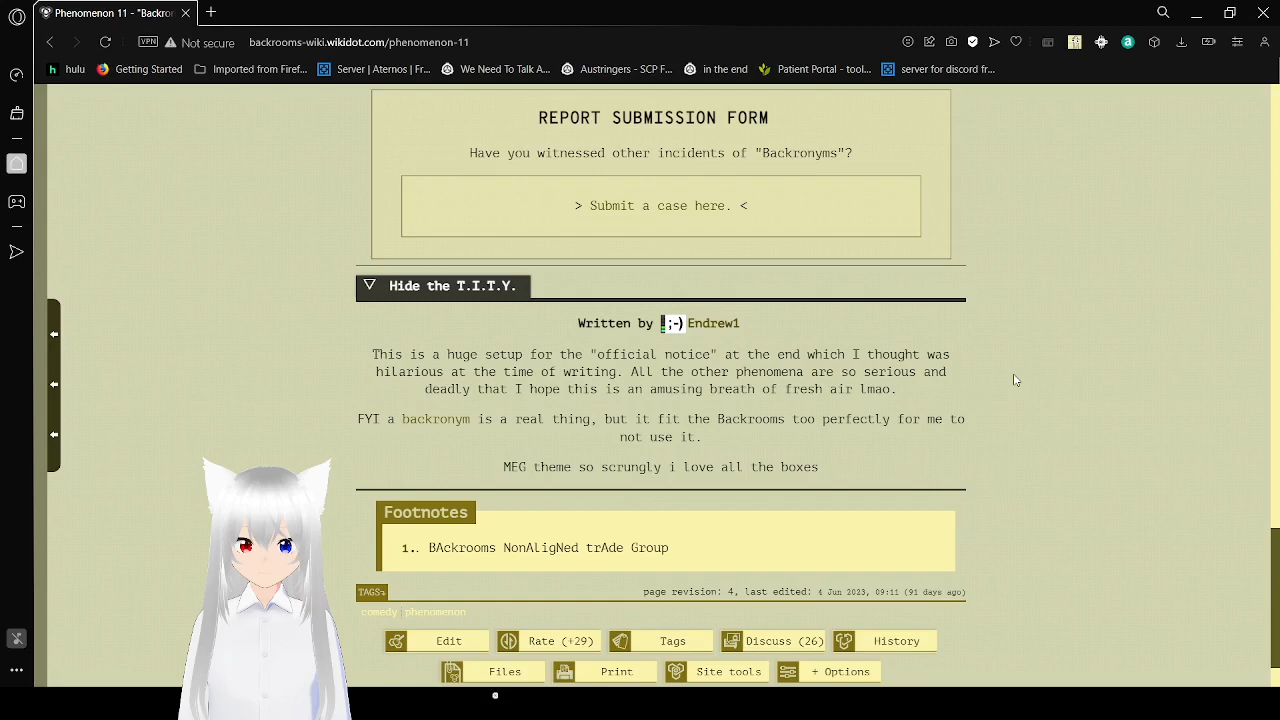 Phenomenon 11 - "Backron
VPN
Not secure
backrooms-wiki.wikidot.com/phenomenon-11
hulu
Getting Started
Imported from Firef...
Server | Aternos | Fr...
We Need To Talk A...
Austringers - SCP F...
in the end
Patient Portal - tool...
server for discord fr...
REPORT SUBMISSION FORM
Have you witnessed other incidents of "Backronyms"?
> Submit a case here. <
Hide the T.I.T.Y.
Written by ;-) Endrew1
This is a huge setup for the "official notice" at the end which I thought was
hilarious at the time of writing. All the other phenomena are so serious and
deadly that I hope this is an amusing breath of fresh air lmao.
FYI a backronym is a real thing, but it fit the Backrooms too perfectly for me to
not use it.
MEG theme so scrungly i love all the boxes
Footnotes
1.. BAckrooms NonALigNed trAde Group
TAGS
page revision: 4, last edited: 4 Jun 2023, 09:11 (91 days ago)
comedy phenomenon
Edit
Rate (+29)
Tags
Discuss (26)
History
Files
Print
Site tools
+ Options